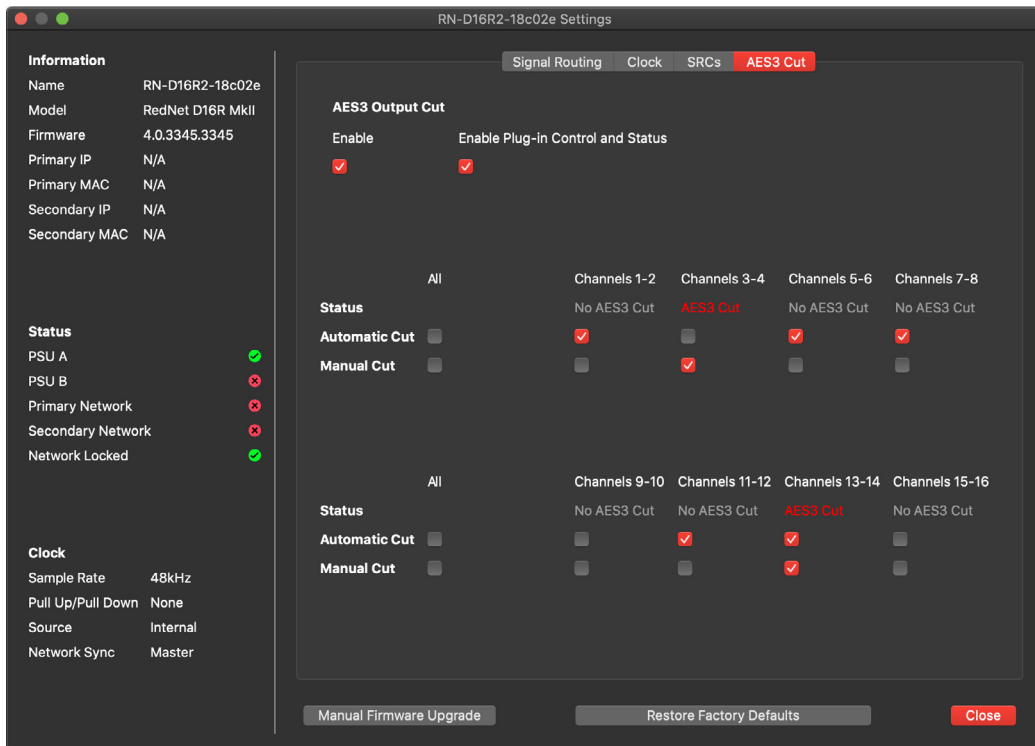 RN-D16R2-18c02e Settings
Information
Name RN-D16R2-18c02e
Model RedNet D16R MkII
Firmware 4.0.3345.3345
Primary IP N/A
Primary MAC N/A
Secondary IP N/A
Secondary MAC N/A
Status
PSU A
PSU B
Primary Network
Secondary Network
Network Locked
Clock
Sample Rate 48kHz
Pull Up/Pull Down None
Source Internal
Network Sync Master
Signal Routing Clock SRCs AES3 Cut
AES3 Output Cut
Enable Enable Plug-in Control and Status
All Channels 1-2 Channels 3-4 Channels 5-6 Channels 7-8
Status No AES3 Cut AES3 Cut No AES3 Cut No AES3 Cut
Automatic Cut
Manual Cut
All Channels 9-10 Channels 11-12 Channels 13-14 Channels 15-16
Status No AES3 Cut No AES3 Cut AES3 Cut No AES3 Cut
Automatic Cut
Manual Cut
Manual Firmware Upgrade Restore Factory Defaults Close